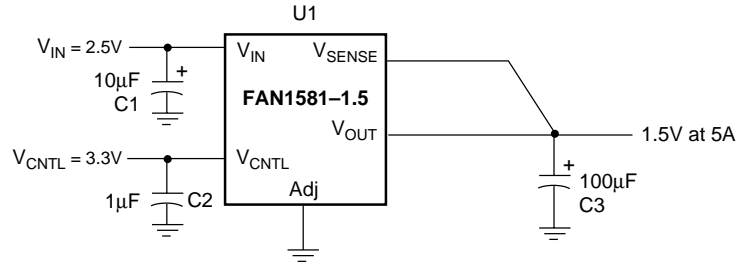 U1
V_IN = 2.5V
V_IN
V_SENSE
10μF
+
C1
FAN1581–1.5
V_OUT
1.5V at 5A
V_CNTL = 3.3V
V_CNTL
+
1μF
C2
Adj
100μF
C3